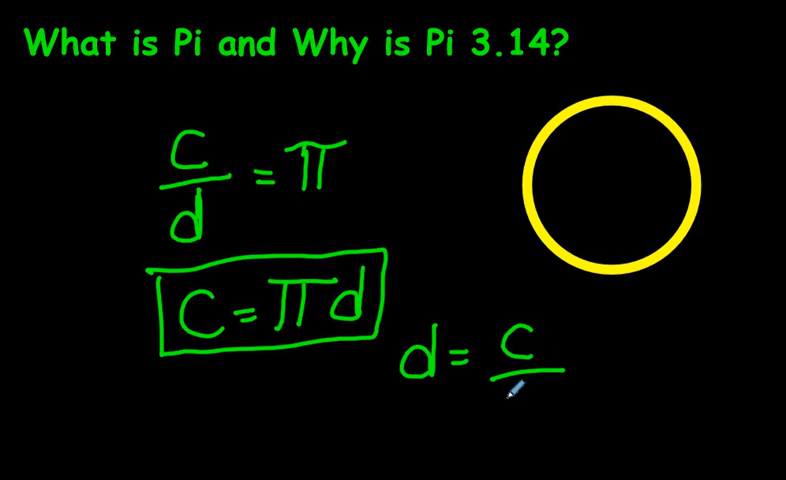 What is Pi and Why is Pi 3.14?
C/d = π
C = πd
d = C/